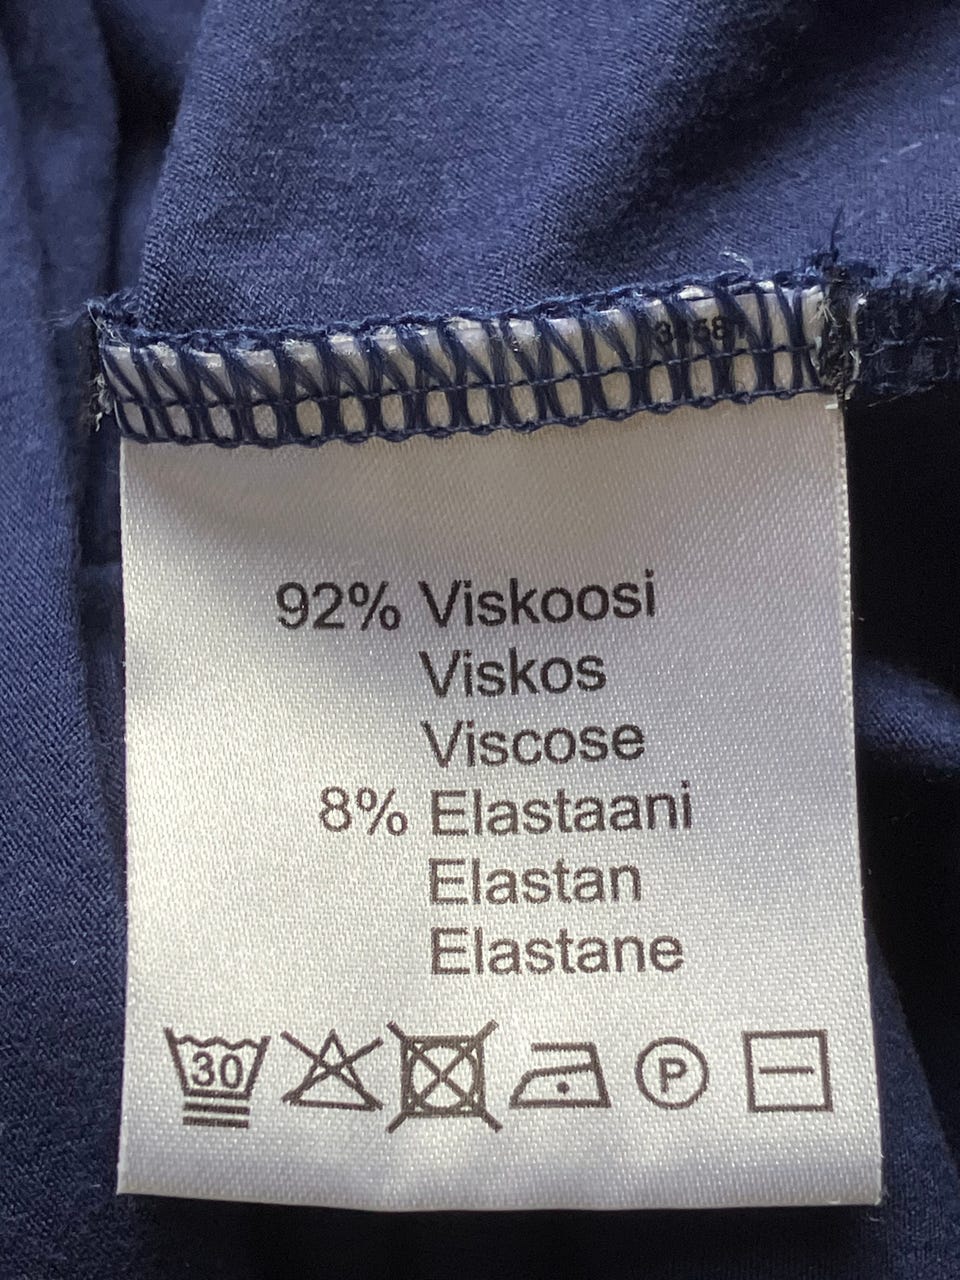 92% Viskoosi
Viskos
Viscose
8% Elastaani
Elastan
Elastane
30 P